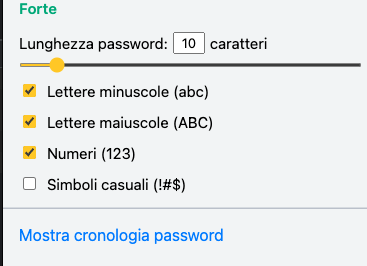 Forte
Lunghezza password: 10 caratteri
Lettere minuscole (abc)
Lettere maiuscole (ABC)
Numeri (123)
Simboli casuali (!#$)
Mostra cronologia password